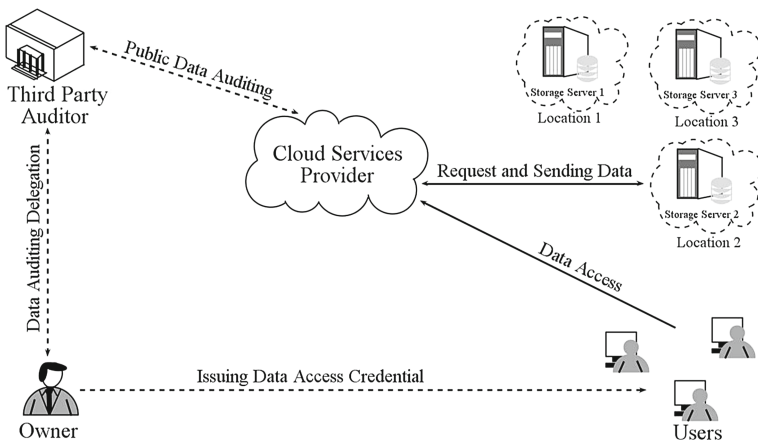 Public Data Auditing
Third Party
Auditor
Storage Server 1
Location 1
Storage Server 3
Location 3
Cloud Services
Provider
Request and Sending Data
Storage Server 2
Location 2
Data Auditing Delegation
Data Access
Issuing Data Access Credential
Owner
Users